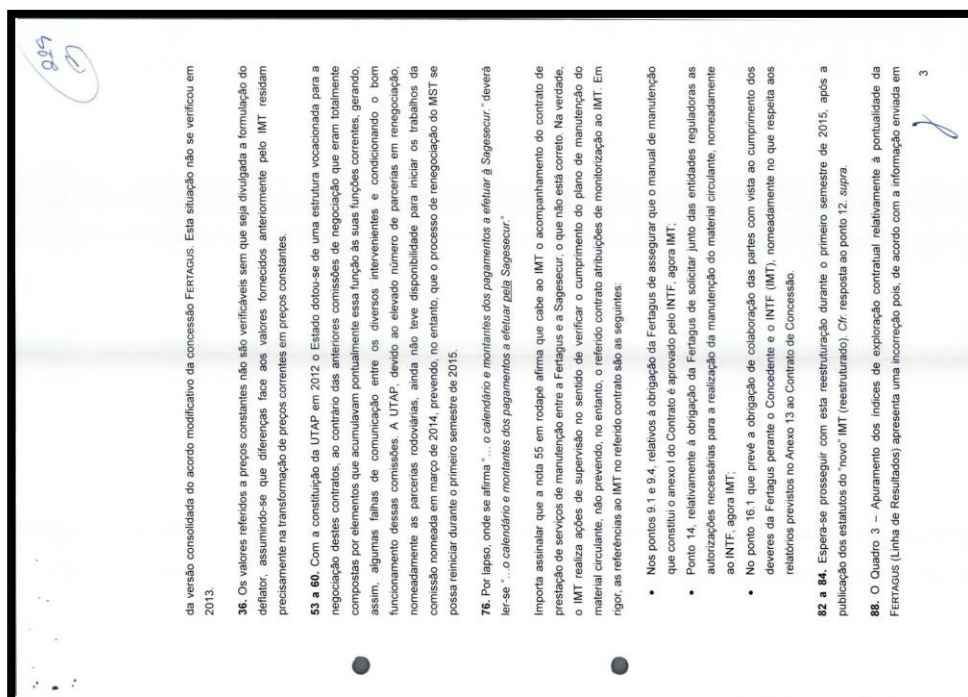 da versão consolidada do acordo modificativo da concessão FERTAGUS. Esta situação não se verificou em
2013.
36. Os valores referidos a preços constantes não são verificáveis sem que seja divulgada a formulação do
deflator, assumindo-se que diferenças face aos valores fornecidos anteriormente pelo IMT residam
precisamente na transformação de preços correntes em preços constantes.
53 a 60. Com a constituição da UTAP em 2012 o Estado dotou-se de uma estrutura vocacionada para a
negociação destes contratos, ao contrário das anteriores comissões de negociação que eram totalmente
compostas por elementos que acumulavam pontualmente essa função às suas funções correntes, gerando,
assim, algumas falhas de comunicação entre os diversos intervenientes e condicionando o bom
funcionamento dessas comissões. A UTAP, devido ao elevado número de parcerias em renegociação,
nomeadamente as parcerias rodoviárias, ainda não teve disponibilidade para iniciar os trabalhos da
comissão nomeada em março de 2014, prevendo, no entanto, que o processo de renegociação do MST se
possa reiniciar durante o primeiro semestre de 2015.
76. Por lapso, onde se afirma “… o calendário e montantes dos pagamentos a efetuar à Sagesecur.” deverá
ler-se “…o calendário e montantes dos pagamentos a efetuar pela Sagesecur.”
Importa assinalar que a nota 55 em rodapé afirma que cabe ao IMT o acompanhamento do contrato de
prestação de serviços de manutenção entre a Fertagus e a Sagesecur, o que não está correto. Na verdade,
o IMT realiza ações de supervisão no sentido de verificar o cumprimento do plano de manutenção do
material circulante, não prevendo, no entanto, o referido contrato atribuições de monitorização ao IMT. Em
rigor, as referências ao IMT no referido contrato são as seguintes:
• Nos pontos 9.1 e 9.4, relativos à obrigação da Fertagus de assegurar que o manual de manutenção
que constitui o anexo I do Contrato é aprovado pelo INTF, agora IMT;
• Ponto 14, relativamente à obrigação da Fertagus de solicitar junto das entidades reguladoras as
autorizações necessárias para a realização da manutenção do material circulante, nomeadamente
ao INTF, agora IMT;
• No ponto 16.1 que prevê a obrigação de colaboração das partes com vista ao cumprimento dos
deveres da Fertagus perante o Concedente e o INTF (IMT), nomeadamente no que respeita aos
relatórios previstos no Anexo 13 ao Contrato de Concessão.
82 a 84. Espera-se prosseguir com esta reestruturação durante o primeiro semestre de 2015, após a
publicação dos estatutos do “novo” IMT (reestruturado). Cfr. resposta ao ponto 12. supra.
88. O Quadro 3 – Apuramento dos índices de exploração contratual relativamente à pontualidade da
FERTAGUS (Linha de Resultados) apresenta uma incorreção pois, de acordo com a informação enviada em
3